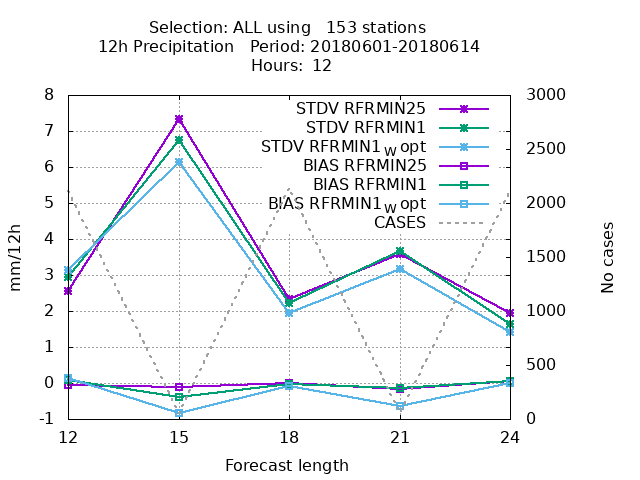 Selection: ALL using   153 stations
12h Precipitation   Period: 20180601-20180614
Hours: 12
8
7
6
5
4
3
2
1
0
-1
3000
2500
2000
1500
1000
500
0
mm/12h
No cases
STDV RFRMIN25
STDV RFRMIN1
STDV RFRMIN1_w opt
BIAS RFRMIN25
BIAS RFRMIN1
BIAS RFRMIN1_w opt
CASES
12 15 18 21 24
Forecast length